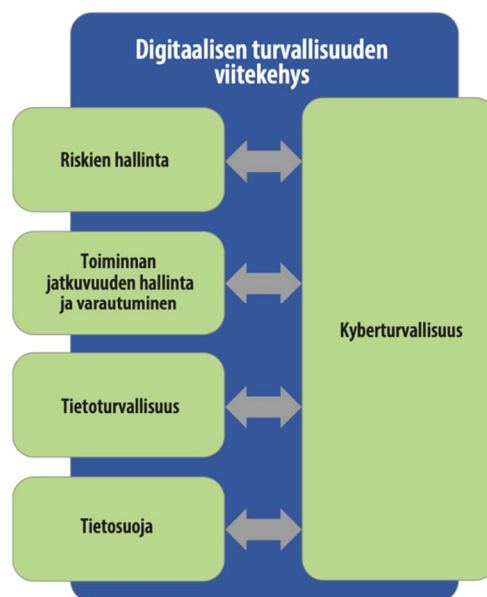 Digitaalisen turvallisuuden
viitekehys
Riskien hallinta
Toiminnan
jatkuvuuden hallinta
ja varautuminen
Tietoturvallisuus
Tietosuoja
Kyberturvallisuus